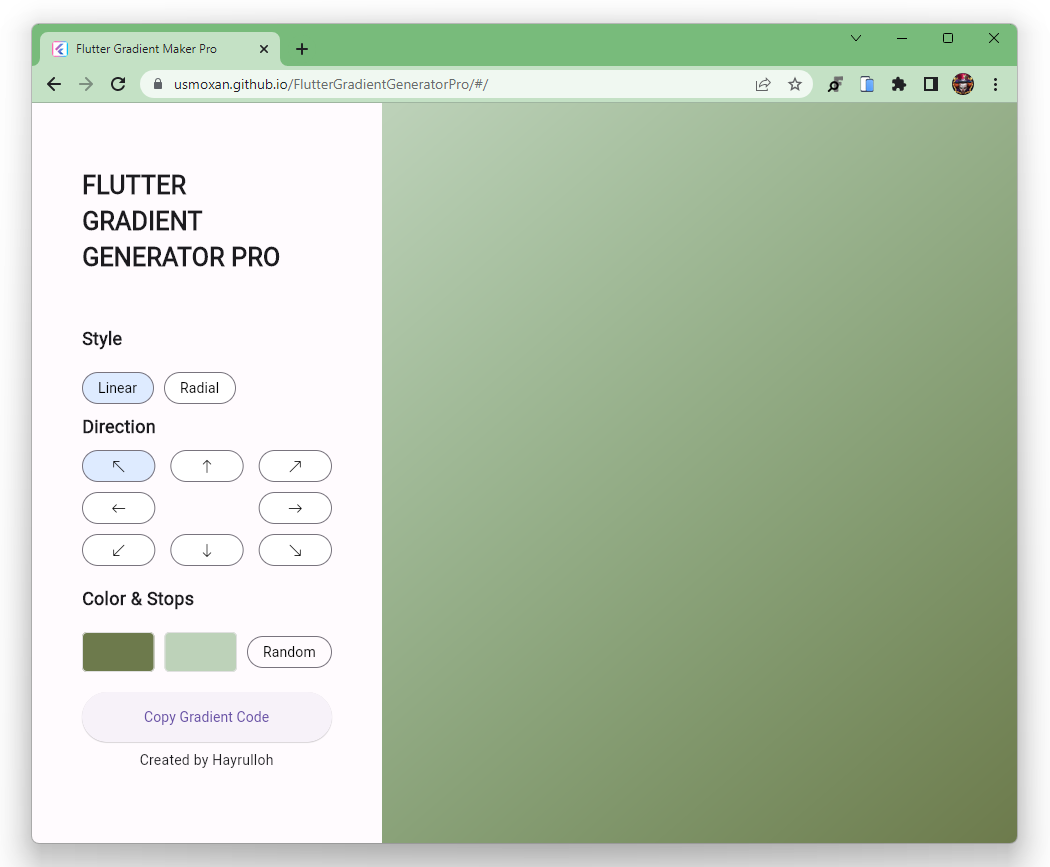 Flutter Gradient Maker Pro
usmoxan.github.io/FlutterGradientGeneratorPro/#/
FLUTTER
GRADIENT
GENERATOR PRO
Style
Linear Radial
Direction
↖ ↑ ↗
← →
↙ ↓ ↘
Color & Stops
Random
Copy Gradient Code
Created by Hayrulloh